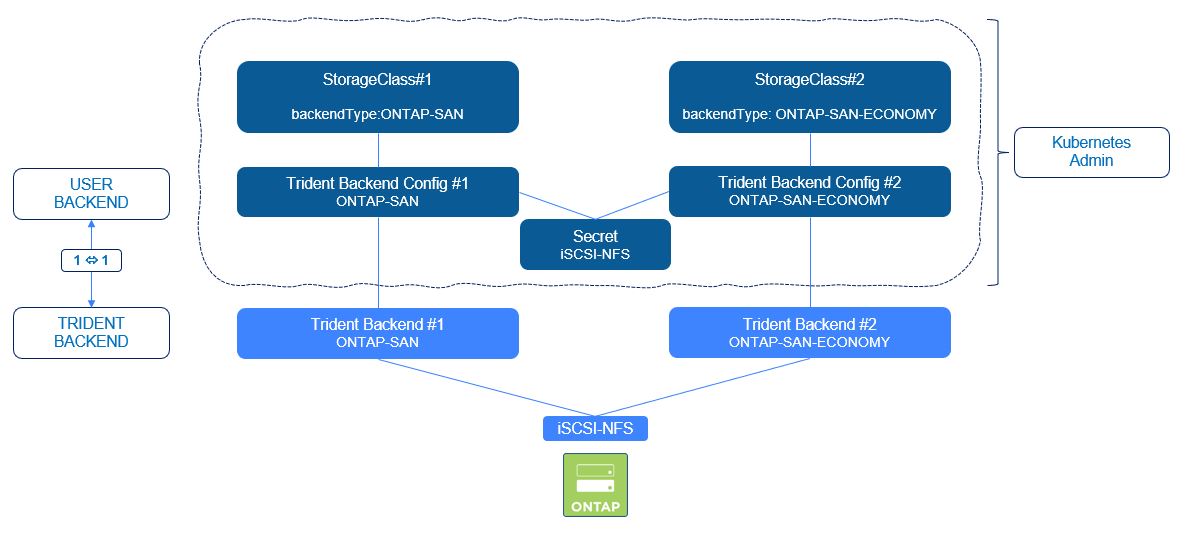 StorageClass#1
backendType:ONTAP-SAN
StorageClass#2
backendType: ONTAP-SAN-ECONOMY
Kubernetes
Admin
USER
BACKEND
1 ⇔ 1
TRIDENT
BACKEND
Trident Backend Config #1
ONTAP-SAN
Trident Backend Config #2
ONTAP-SAN-ECONOMY
Secret
iSCSI-NFS
Trident Backend #1
ONTAP-SAN
Trident Backend #2
ONTAP-SAN-ECONOMY
iSCSI-NFS
ONTAP